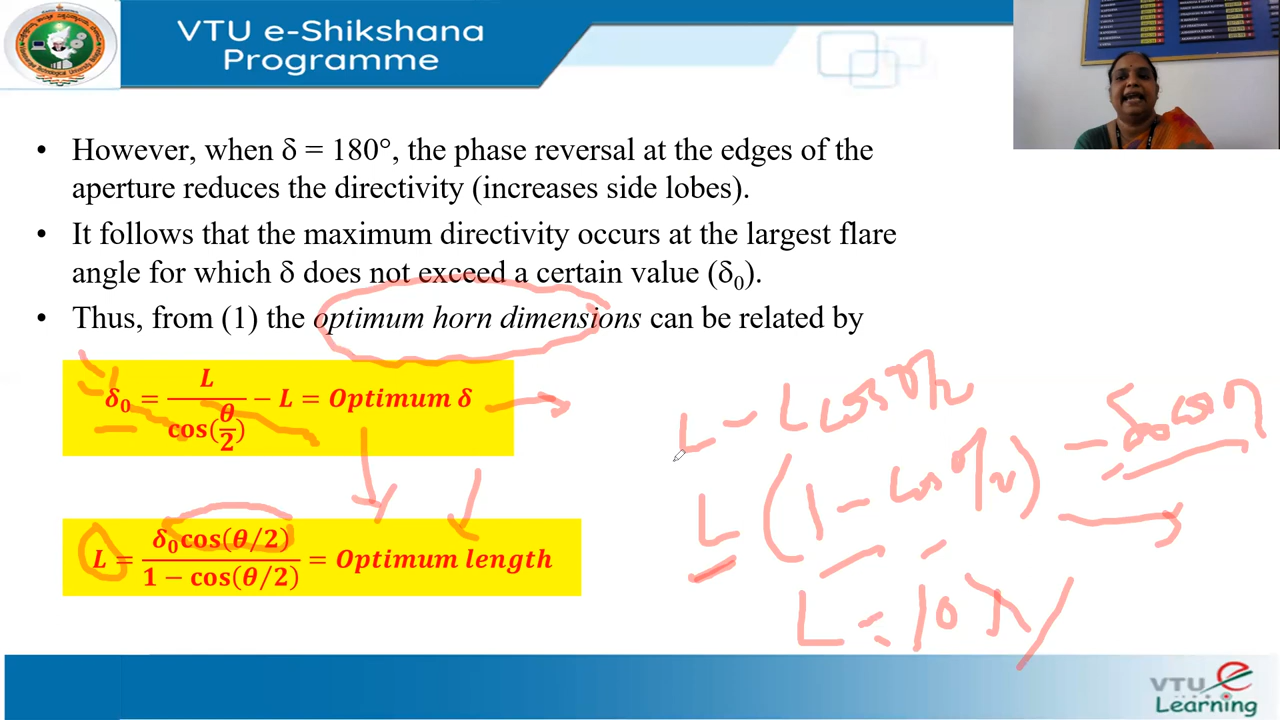 VTU e-Shikshana
Programme
• However, when δ = 180°, the phase reversal at the edges of the
aperture reduces the directivity (increases side lobes).
• It follows that the maximum directivity occurs at the largest flare
angle for which δ does not exceed a certain value (δ₀).
• Thus, from (1) the optimum horn dimensions can be related by
δ₀ = L / cos(θ/2) − L = Optimum δ
L − L cos θ/2
L (1 − cos θ/2) = δ₀ cos θ
L = δ₀cos(θ/2) / 1 − cos(θ/2) = Optimum length
L = 10 λ
VTU e
Learning